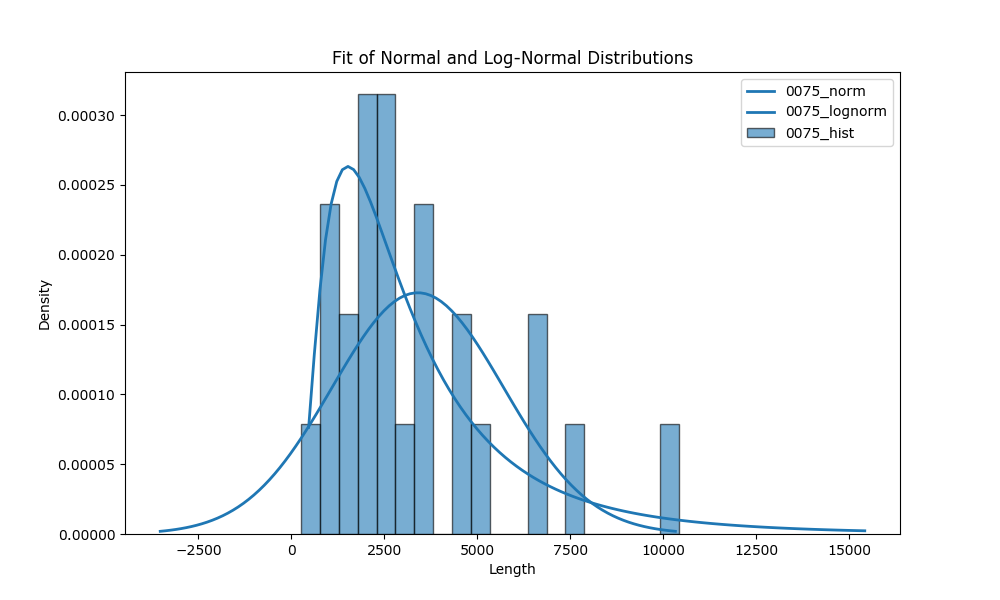 Fit of Normal and Log-Normal Distributions
0075_norm
0075_lognorm
0075_hist
0.00030
0.00025
0.00020
0.00015
0.00010
0.00005
0.00000
Density
−2500 0 2500 5000 7500 10000 12500 15000
Length